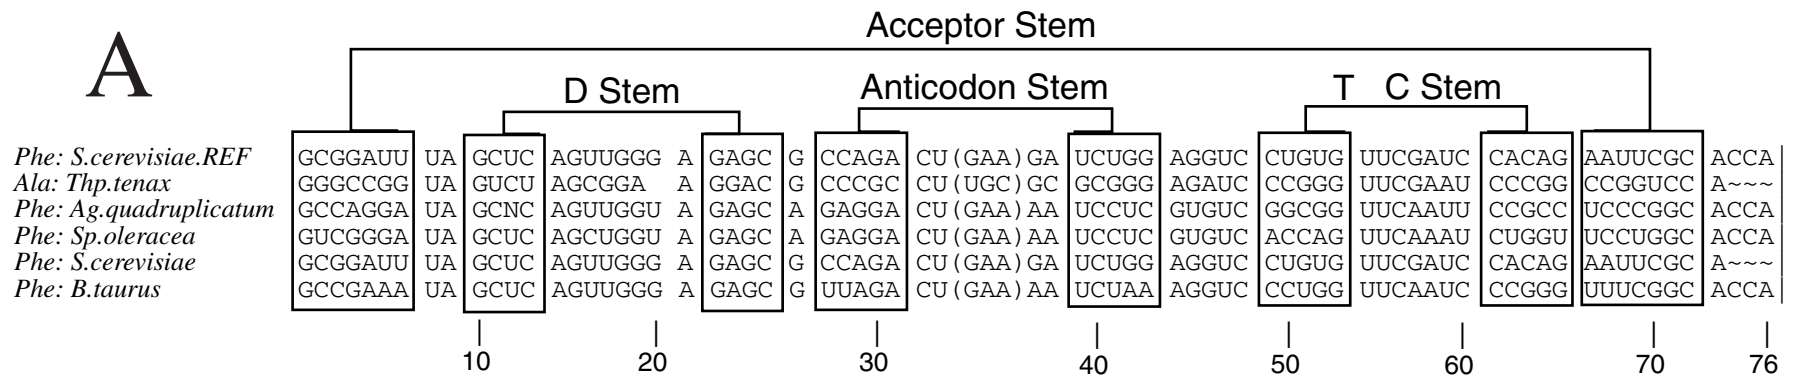 A
Acceptor Stem
D Stem
Anticodon Stem
T C Stem
Phe: S.cerevisiae.REF GCGGAUU UA GCUC AGUUGGG A GAGC G CCAGA CU(GAA)GA UCUGG AGGUC CUGUG UUCGAUC CACAG AAUUCGC ACCA
Ala: Thp.tenax GGGCCGG UA GUCU AGCGGA A GGAC G CCCGC CU(UGC)GC GCGGG AGAUC CCGGG UUCGAAU CCCGG CCGGUCC A~~~
Phe: Ag.quadruplicatum GCCAGGA UA GCNC AGUUGGU A GAGC A GAGGA CU(GAA)AA UCCUC GUGUC GGCGG UUCAAUU CCGCC UCCCGGC ACCA
Phe: Sp.oleracea GUCGGGA UA GCUC AGCUGGU A GAGC A GAGGA CU(GAA)AA UCCUC GUGUC ACCAG UUCAAAU CUGGU UCCUGGC ACCA
Phe: S.cerevisiae GCGGAUU UA GCUC AGUUGGG A GAGC G CCAGA CU(GAA)GA UCUGG AGGUC CUGUG UUCGAUC CACAG AAUUCGC A~~~
Phe: B.taurus GCCGAAA UA GCUC AGUUGGG A GAGC G UUAGA CU(GAA)AA UCUAA AGGUC CCUGG UUCAAUC CCGGG UUUCGGC ACCA
10 20 30 40 50 60 70 76